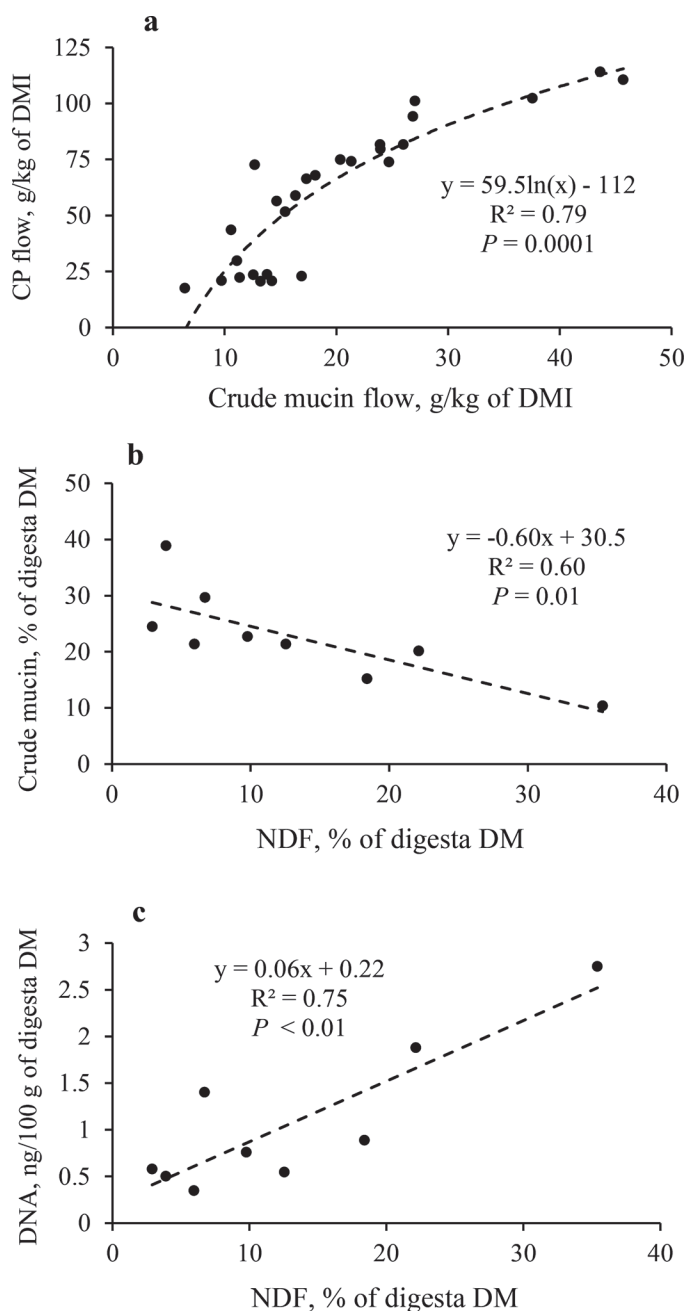 a
125
100
75
50
25
0
CP flow, g/kg of DMI
y = 59.5ln(x) - 112
R² = 0.79
P = 0.0001
0 10 20 30 40 50
Crude mucin flow, g/kg of DMI
b
50
40
30
20
10
0
Crude mucin, % of digesta DM
y = -0.60x + 30.5
R² = 0.60
P = 0.01
0 10 20 30 40
NDF, % of digesta DM
c
3
2.5
2
1.5
1
0.5
0
DNA, ng/100 g of digesta DM
y = 0.06x + 0.22
R² = 0.75
P < 0.01
0 10 20 30 40
NDF, % of digesta DM